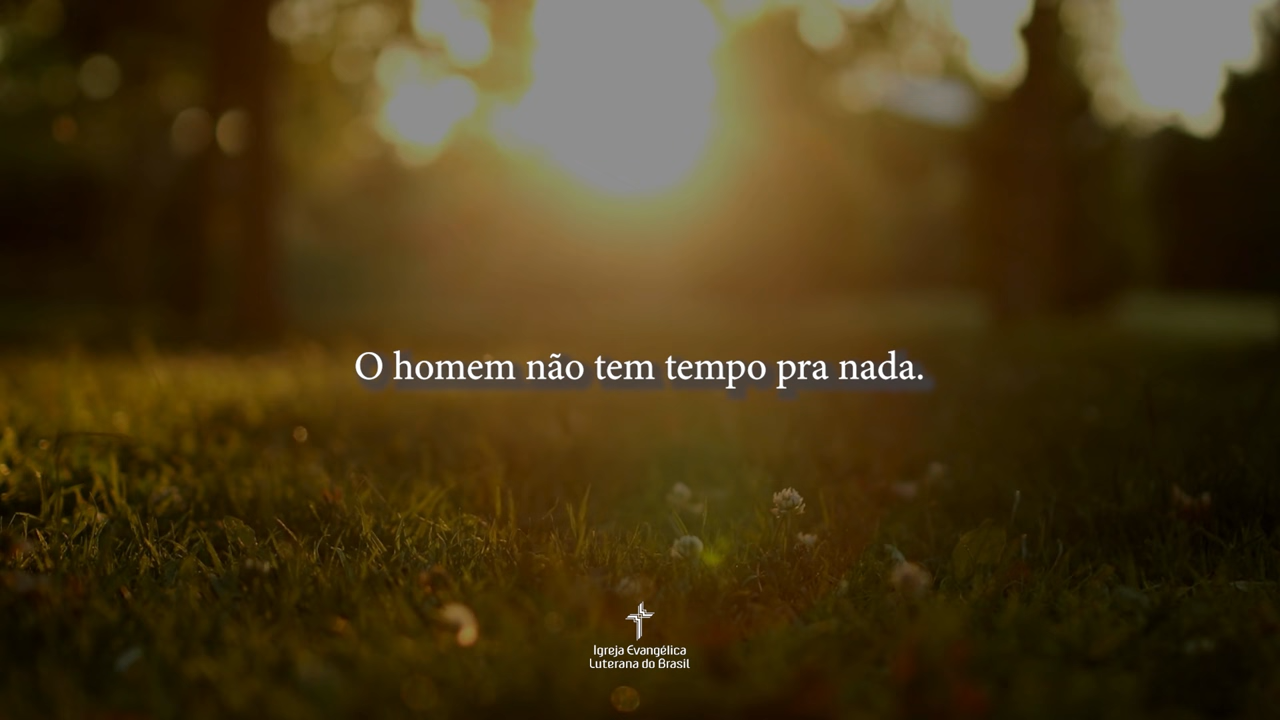 O homem não tem tempo pra nada.
Igreja Evangélica
Luterana do Brasil